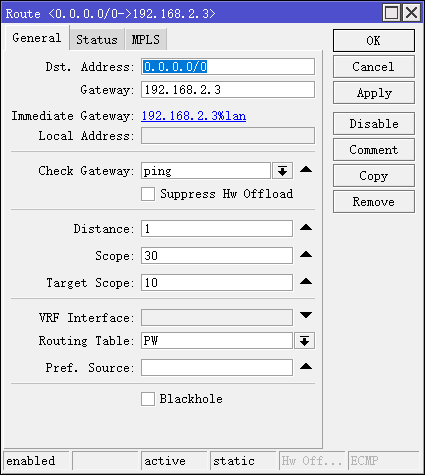 Route <0.0.0.0/0->192.168.2.3>
General Status MPLS
OK
Dst. Address: 0.0.0.0/0
Cancel
Gateway: 192.168.2.3
Apply
Immediate Gateway: 192.168.2.3%lan
Disable
Local Address:
Comment
Check Gateway: ping
Copy
Suppress Hw Offload
Remove
Distance: 1
Scope: 30
Target Scope: 10
VRF Interface:
Routing Table: PW
Pref. Source:
Blackhole
enabled active static Hw Off... ECMP